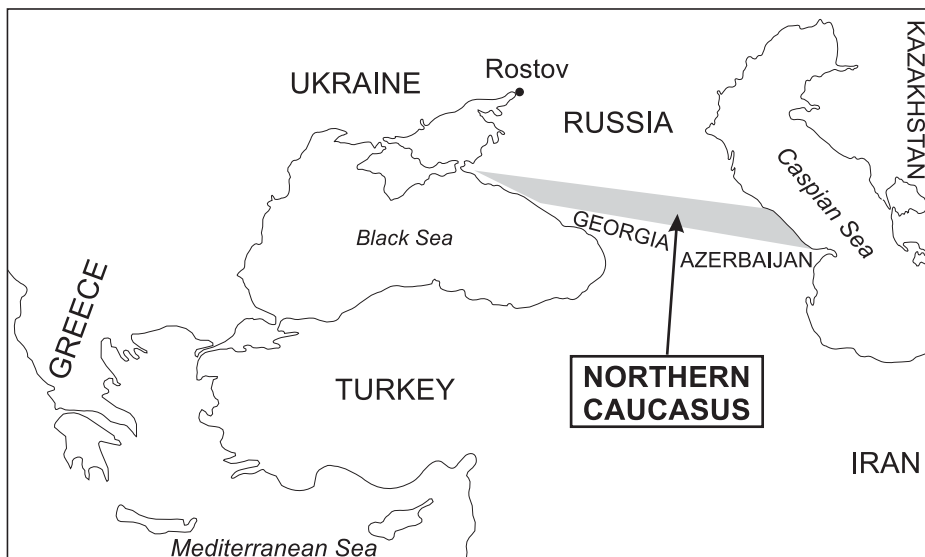 KAZAKHSTAN
Rostov
UKRAINE
RUSSIA
Caspian Sea
Black Sea
GEORGIA
AZERBAIJAN
GREECE
TURKEY
NORTHERN
CAUCASUS
IRAN
Mediterranean Sea